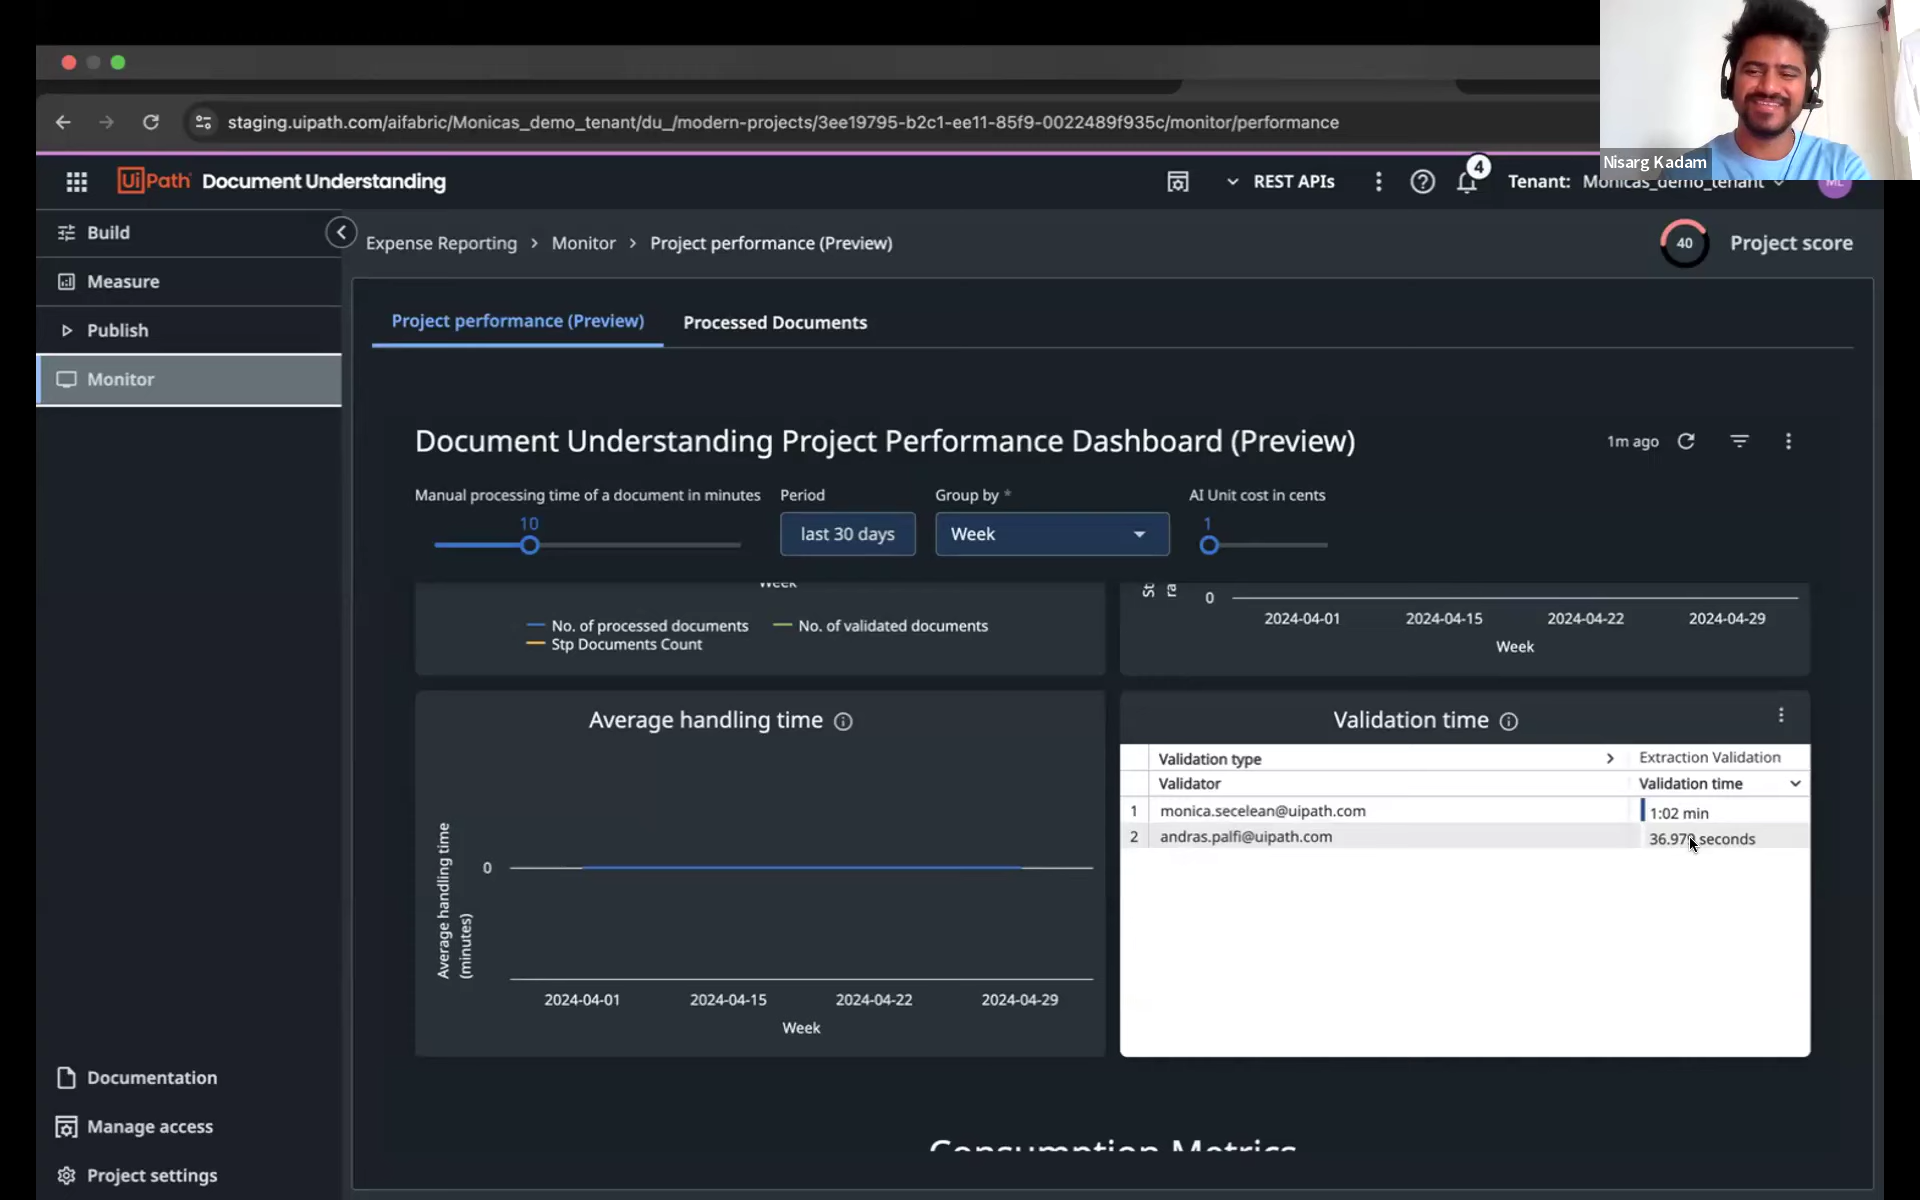 Nisarg Kadam
staging.uipath.com/aifabric/Monicas_demo_tenant/du_/modern-projects/3ee19795-b2c1-ee11-85f9-0022489f935c/monitor/performance
UiPath Document Understanding
REST APIs
4
Tenant: Monicas_demo_tenant
ML
Build
Measure
Publish
Monitor
Expense Reporting > Monitor > Project performance (Preview)
40 Project score
Project performance (Preview) Processed Documents
Document Understanding Project Performance Dashboard (Preview)
1m ago
Manual processing time of a document in minutes
10
Period
last 30 days
Group by *
Week
AI Unit cost in cents
1
Week
No. of processed documents No. of validated documents
Stp Documents Count
0
2024-04-01 2024-04-15 2024-04-22 2024-04-29
Week
Average handling time
Average handling time
(minutes)
0
2024-04-01 2024-04-15 2024-04-22 2024-04-29
Week
Validation time
Validation type Extraction Validation
Validator Validation time
1 monica.secelean@uipath.com 1:02 min
2 andras.palfi@uipath.com seconds
Consumption Metrics
Documentation
Manage access
Project settings